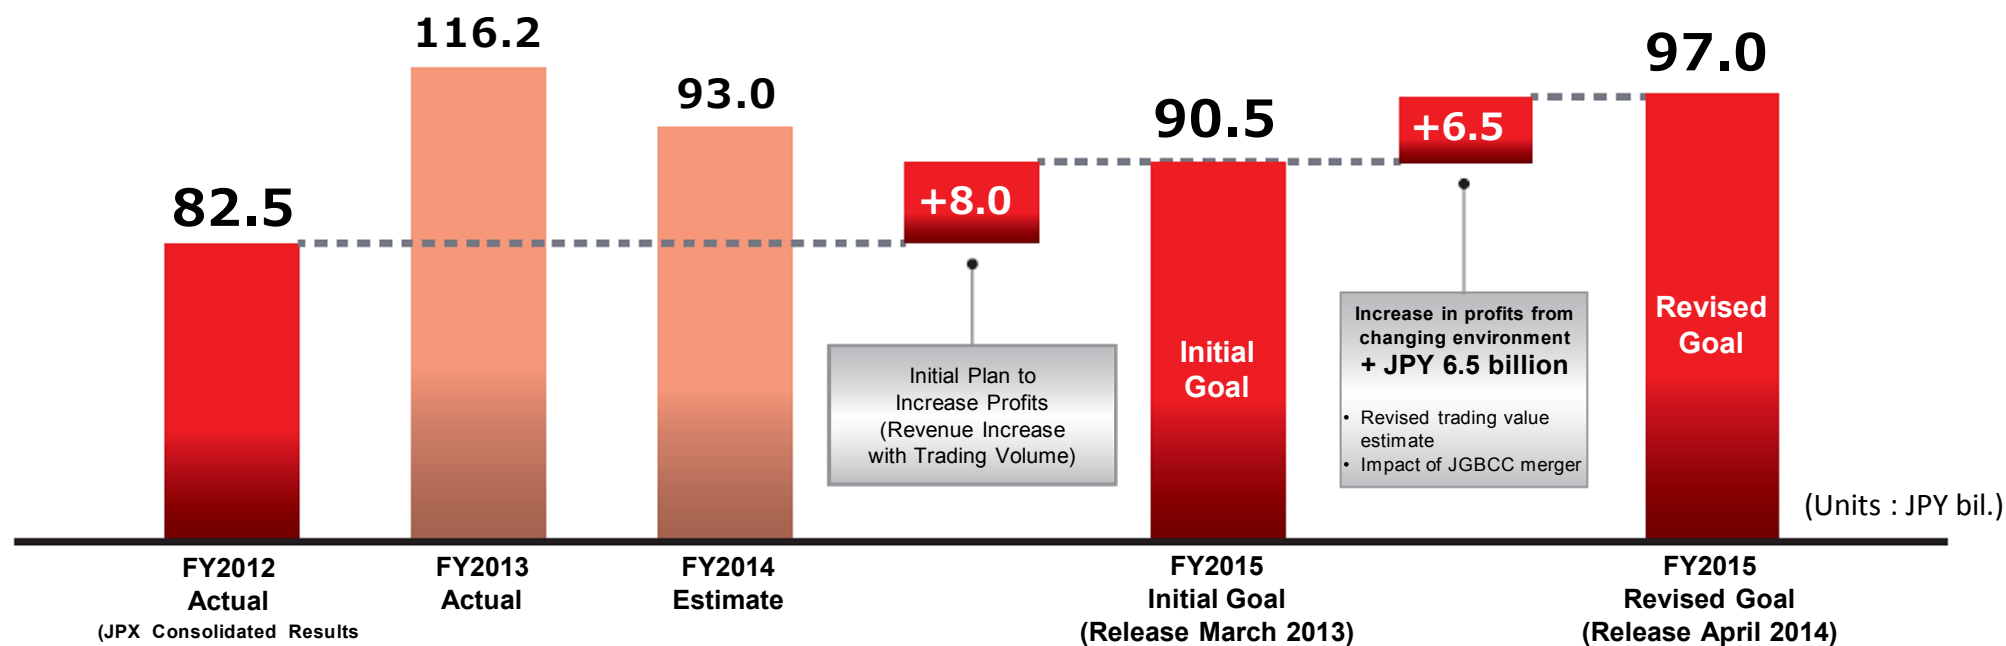 116.2
97.0
93.0
90.5
+6.5
82.5
+8.0
Increase in profits from
changing environment
+ JPY 6.5 billion
• Revised trading value
estimate
• Impact of JGBCC merger
Revised
Goal
Initial
Goal
Initial Plan to
Increase Profits
(Revenue Increase
with Trading Volume)
(Units : JPY bil.)
FY2012
Actual
(JPX Consolidated Results
FY2013
Actual
FY2014
Estimate
FY2015
Initial Goal
(Release March 2013)
FY2015
Revised Goal
(Release April 2014)